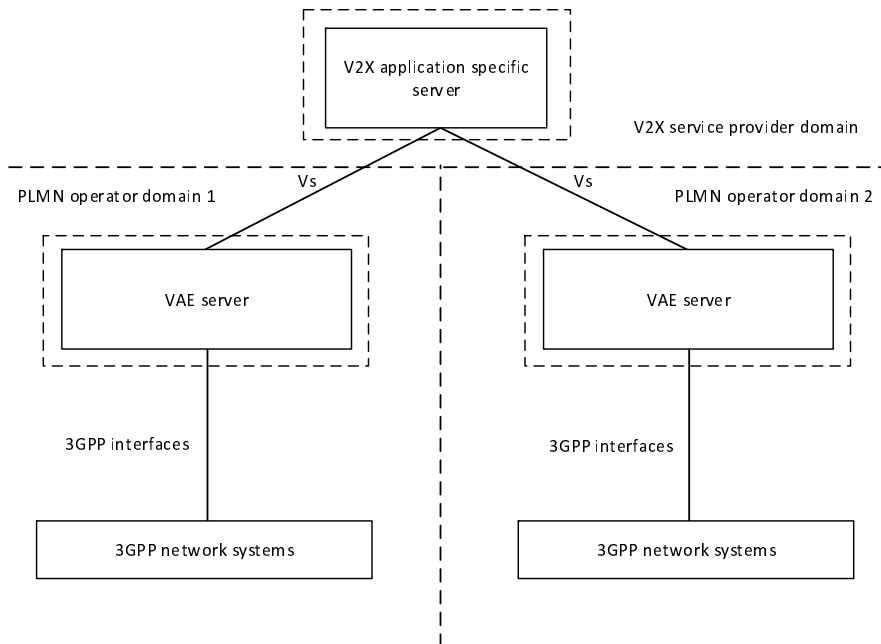 V2X application specific
server
V2X service provider domain
Vs
Vs
PLMN operator domain 1
PLMN operator domain 2
VAE server
VAE server
3GPP interfaces
3GPP interfaces
3GPP network systems
3GPP network systems